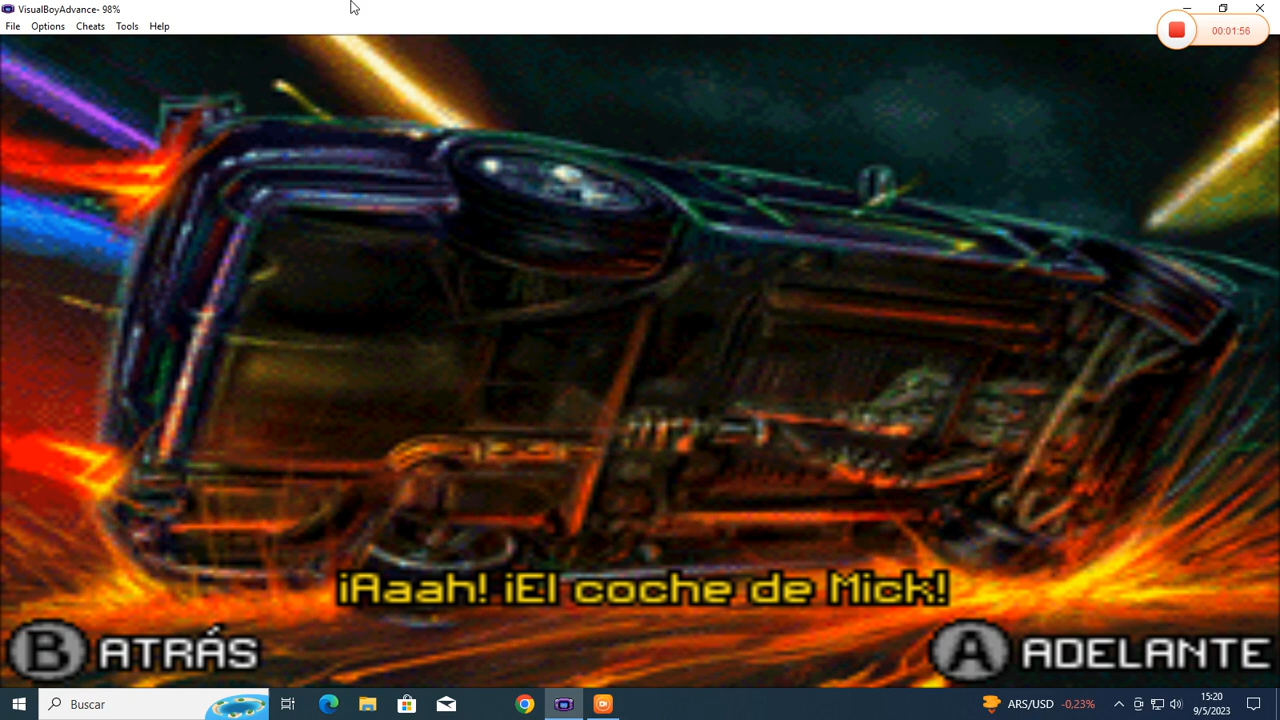 VisualBoyAdvance- 98%
File Options Cheats Tools Help
00:01:56
¡Aaah! ¡El coche de Mick!
B ATRÁS
A ADELANTE
Buscar
ARS/USD -0,23%
15:20
9/5/2023